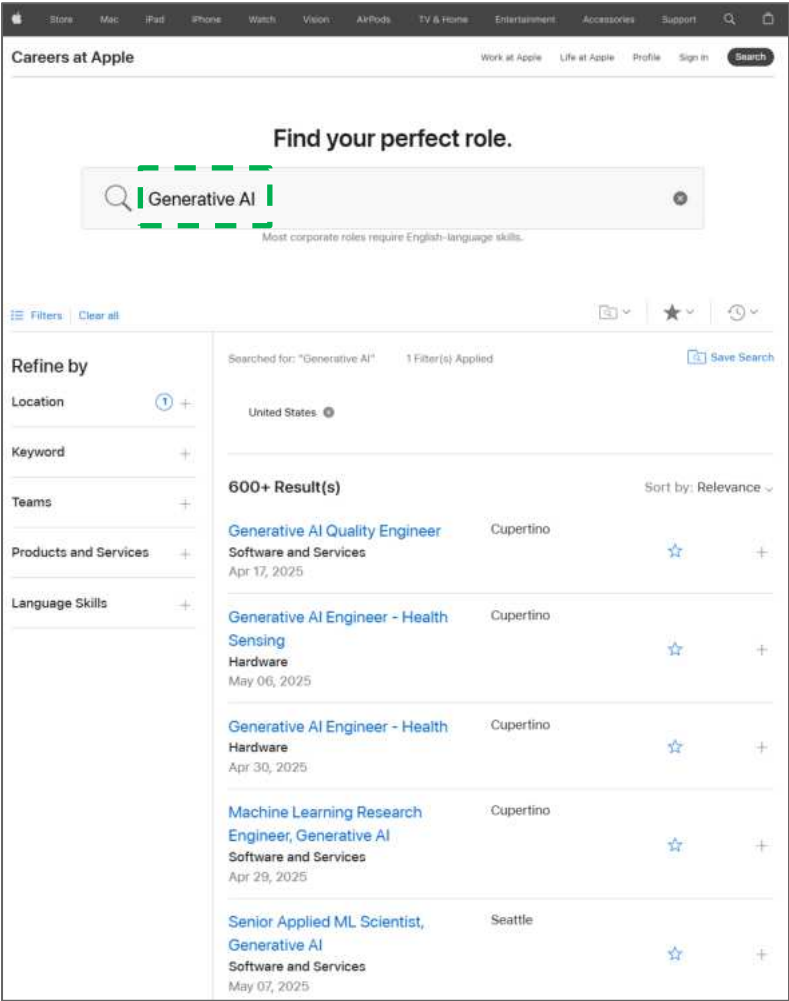 Store Mac iPad iPhone Watch Vision AirPods TV & Home Entertainment Accessories Support
Careers at Apple
Work at Apple Life at Apple Profile Sign In Search
Find your perfect role.
Generative AI
Most corporate roles require English-language skills.
Filters Clear all
Refine by
Location 1 +
Keyword +
Teams +
Products and Services +
Language Skills +
Searched for: "Generative AI" 1 Filter(s) Applied Save Search
United States
600+ Result(s) Sort by: Relevance
Generative AI Quality Engineer Cupertino
Software and Services
Apr 17, 2025
Generative AI Engineer - Health Cupertino
Sensing
Hardware
May 06, 2025
Generative AI Engineer - Health Cupertino
Hardware
Apr 30, 2025
Machine Learning Research Cupertino
Engineer, Generative AI
Software and Services
Apr 29, 2025
Senior Applied ML Scientist, Seattle
Generative AI
Software and Services
May 07, 2025